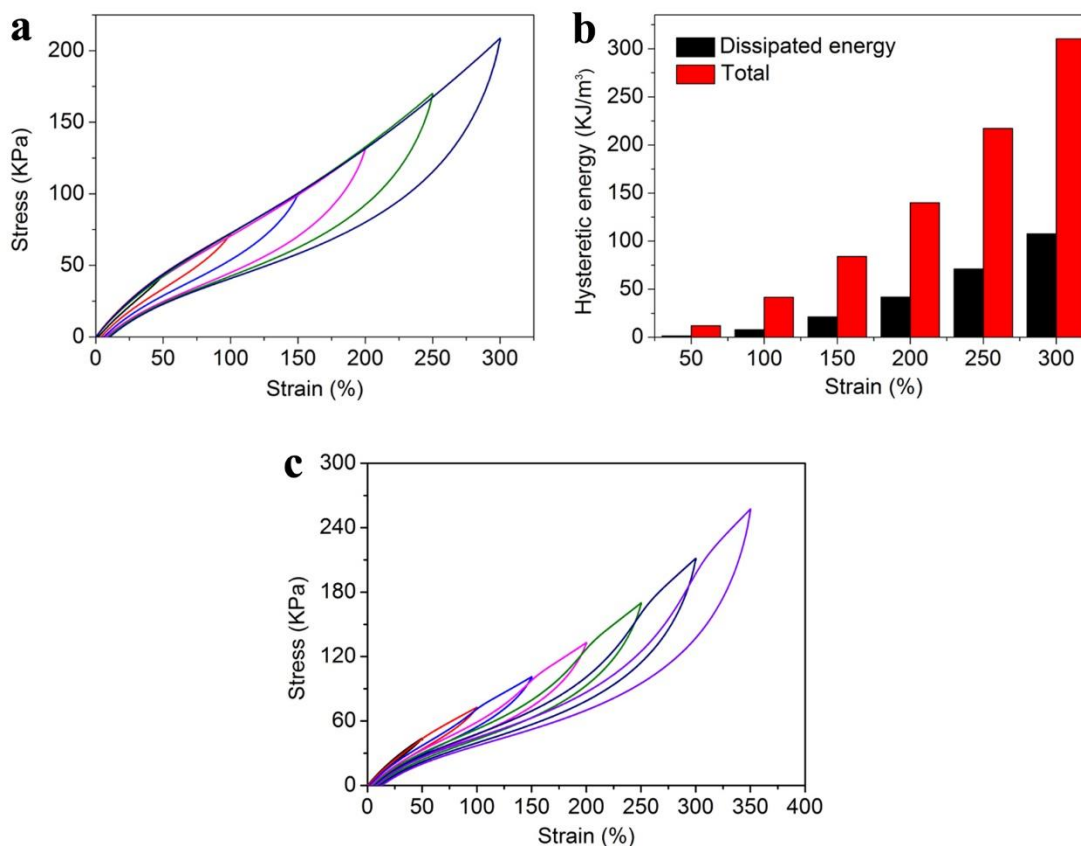 a
Stress (KPa)
200
150
100
50
0
0 50 100 150 200 250 300
Strain (%)
b
Dissipated energy
Total
Hysteretic energy (KJ/m³)
300
250
200
150
100
50
0
50 100 150 200 250 300
Strain (%)
c
Stress (KPa)
300
240
180
120
60
0
0 50 100 150 200 250 300 350 400
Strain (%)